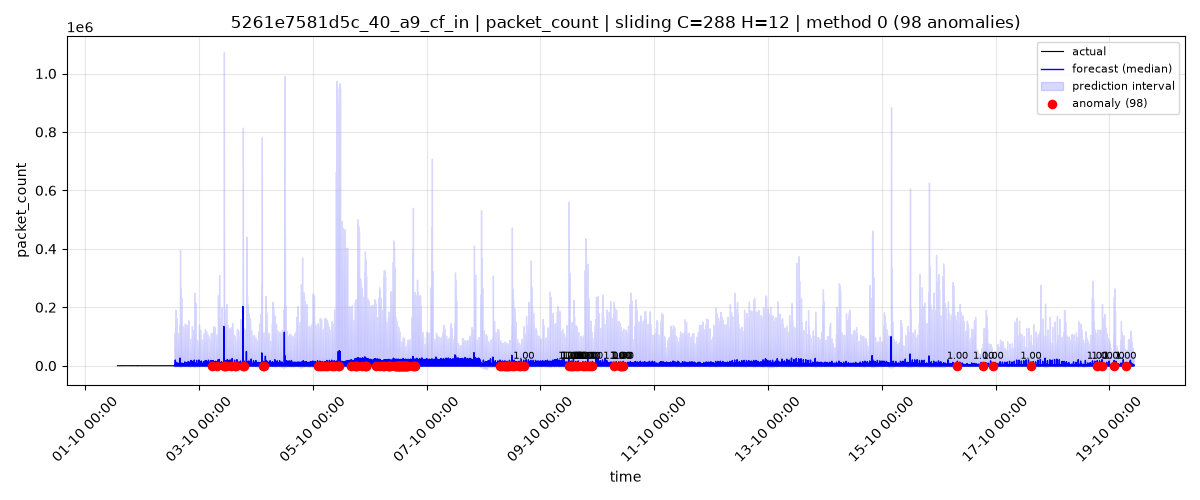 5261e7581d5c_40_a9_cf_in | packet_count | sliding C=288 H=12 | method 0 (98 anomalies)
1e6
actual
forecast (median)
prediction interval
anomaly (98)
1.0
0.8
0.6
0.4
0.2
0.0
packet_count
1.00
1.00
1.00
1.00
01-10 00:00
03-10 00:00
05-10 00:00
07-10 00:00
09-10 00:00
11-10 00:00
13-10 00:00
15-10 00:00
17-10 00:00
19-10 00:00
time